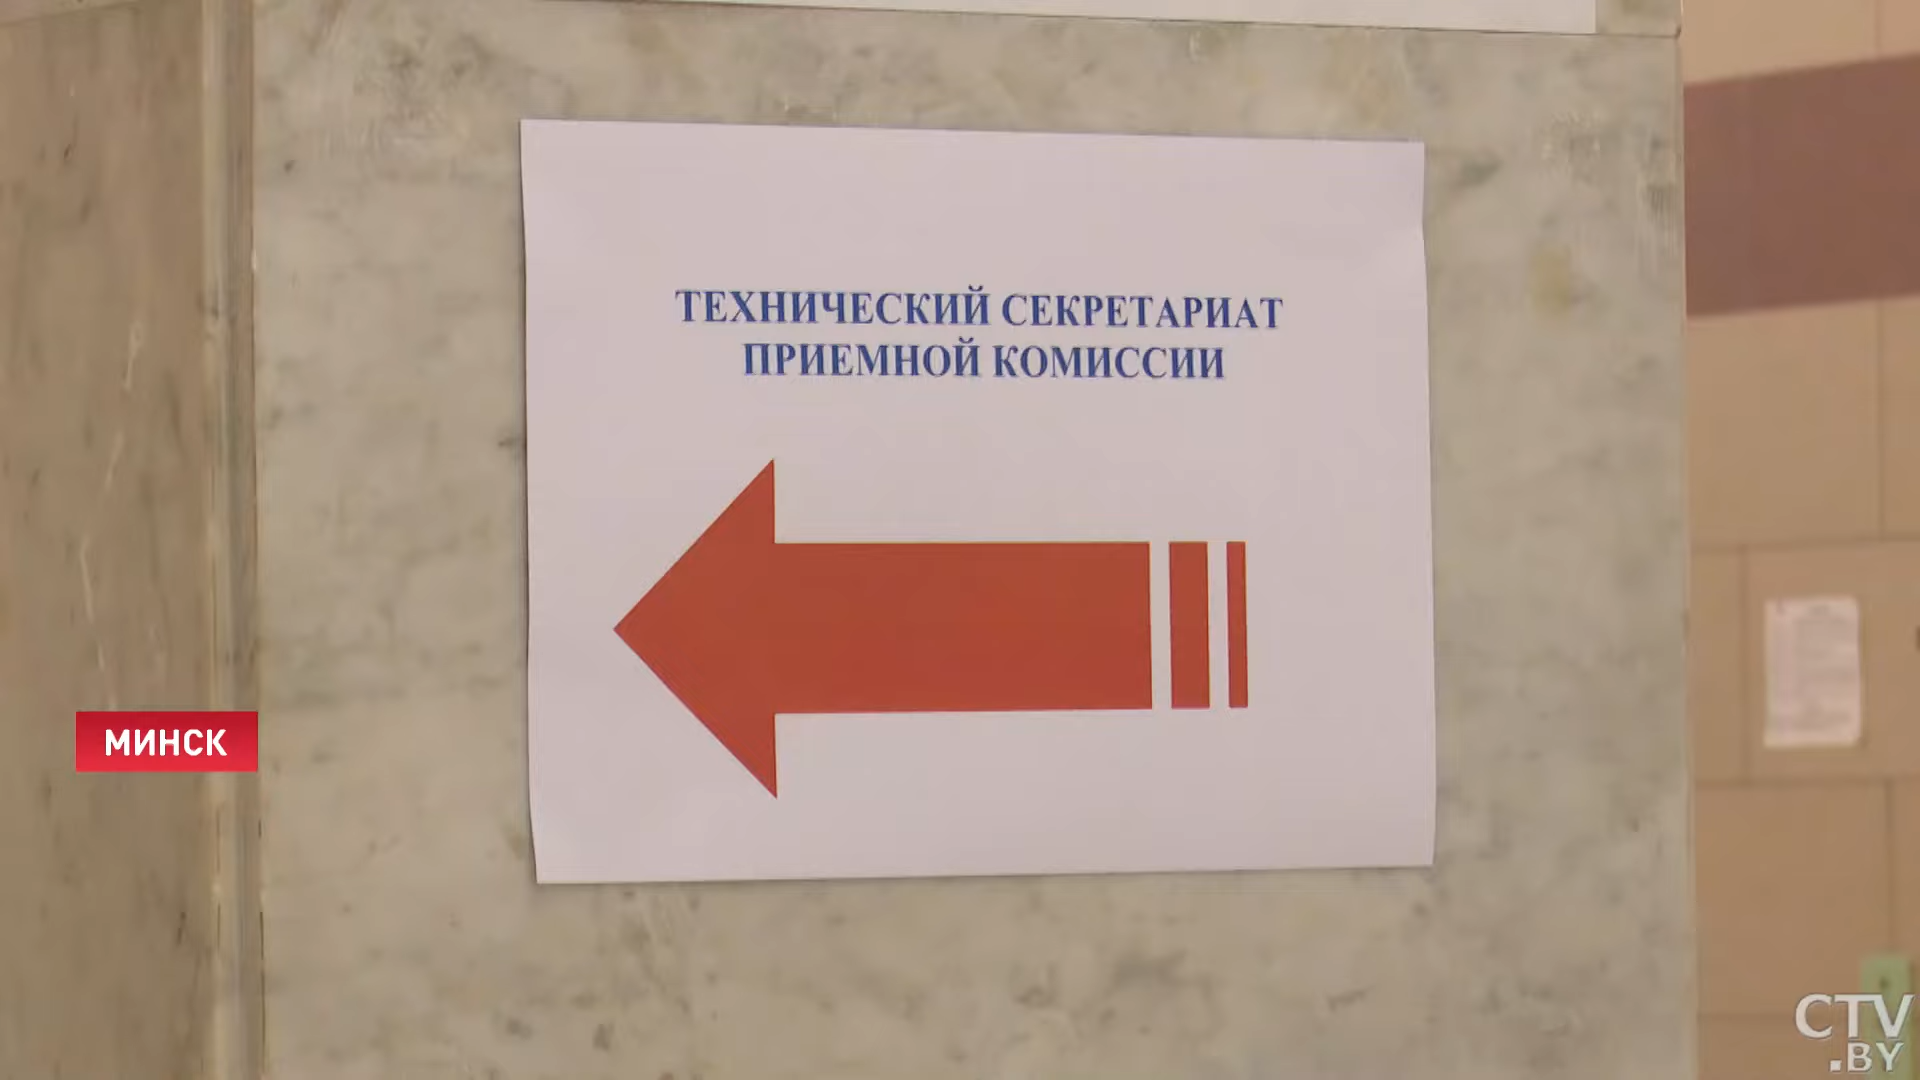 ТЕХНИЧЕСКИЙ СЕКРЕТАРИАТ
ПРИЕМНОЙ КОМИССИИ
МИНСК
CTV
.BY